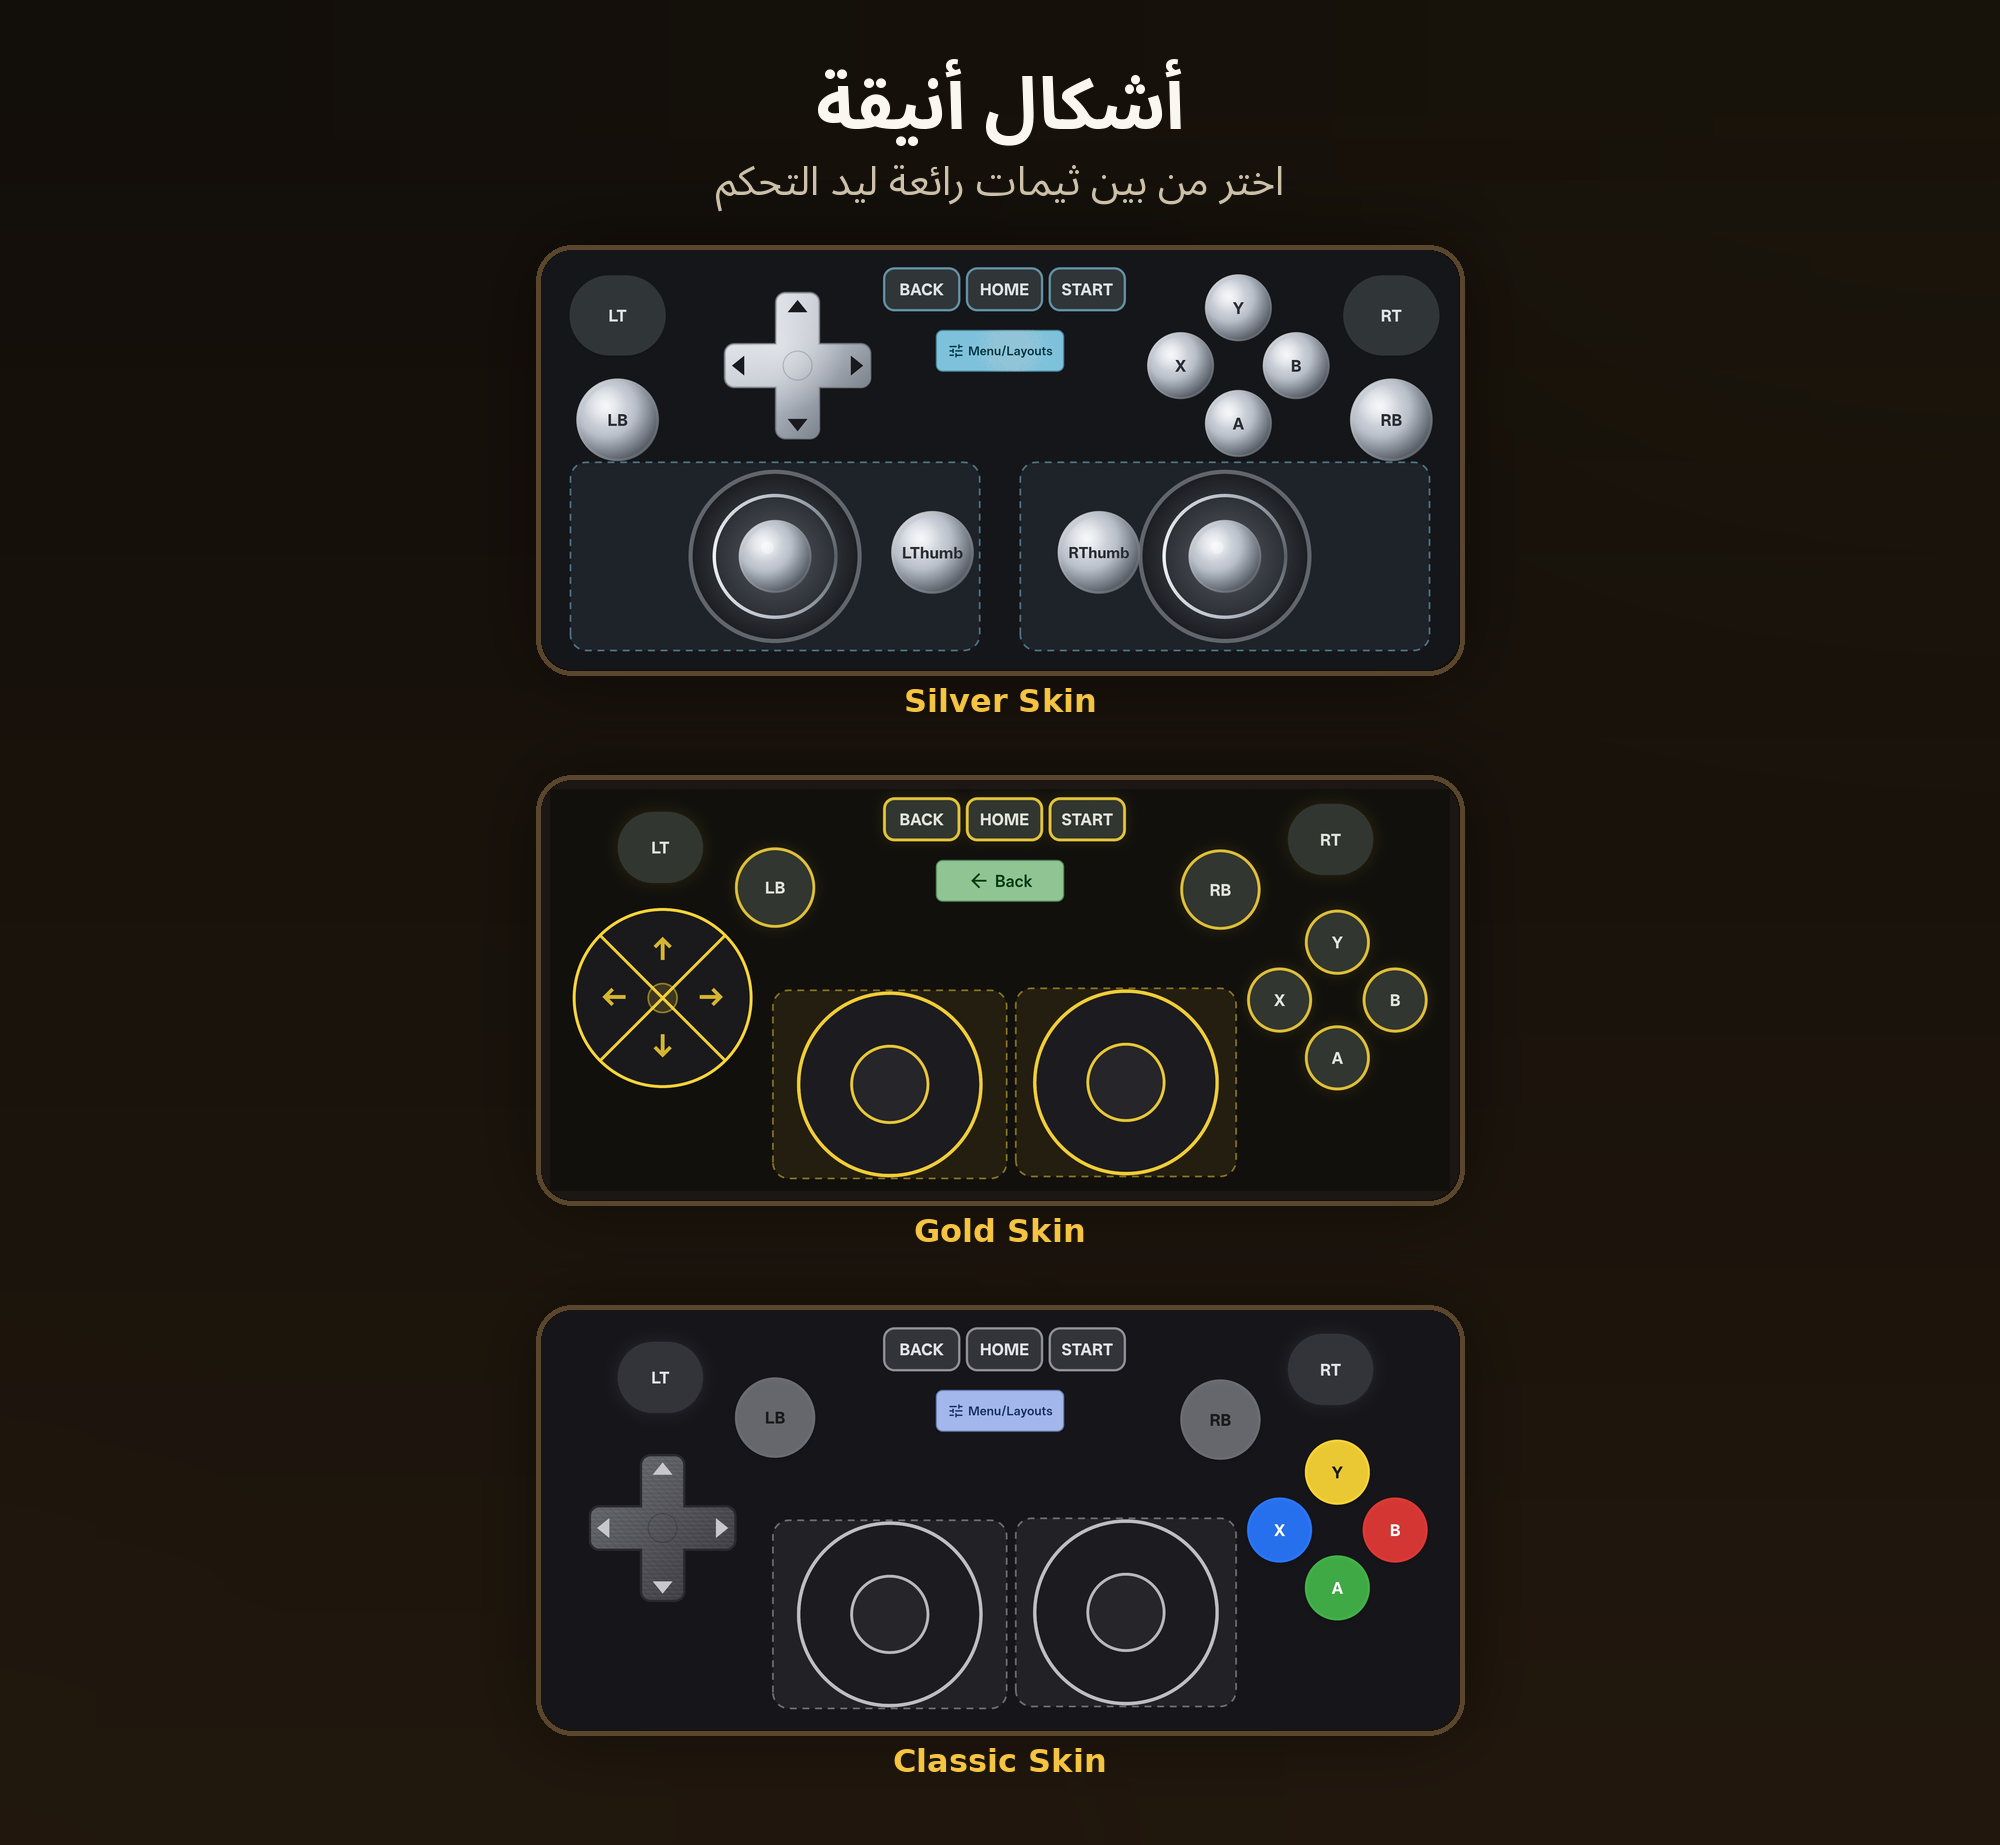 أشكال أنيقة
اختر من بين ثيمات رائعة ليد التحكم
LT
BACK HOME START
Y
RT
Menu/Layouts
X
B
LB
A
RB
LThumb
RThumb
Silver Skin
LT
BACK HOME START
RT
LB
← Back
RB
Y
X
B
A
Gold Skin
LT
BACK HOME START
RT
LB
Menu/Layouts
RB
Y
X
B
A
Classic Skin